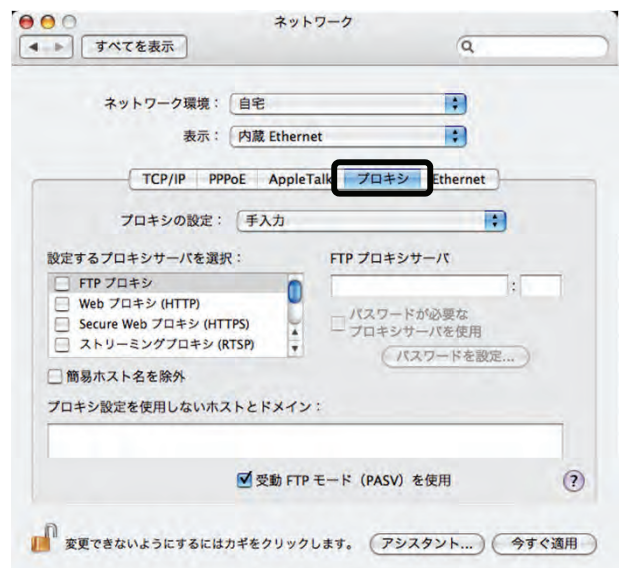 ネットワーク
すべてを表示
ネットワーク環境： 自宅
表示： 内蔵 Ethernet
TCP/IP PPPoE AppleTalk プロキシ Ethernet
プロキシの設定： 手入力
設定するプロキシサーバを選択：
FTP プロキシ
Web プロキシ (HTTP)
Secure Web プロキシ (HTTPS)
ストリーミングプロキシ (RTSP)
FTP プロキシサーバ
:
パスワードが必要な
プロキシサーバを使用
パスワードを設定...
簡易ホスト名を除外
プロキシ設定を使用しないホストとドメイン：
受動 FTP モード（PASV）を使用
?
変更できないようにするにはカギをクリックします。 アシスタント... 今すぐ適用